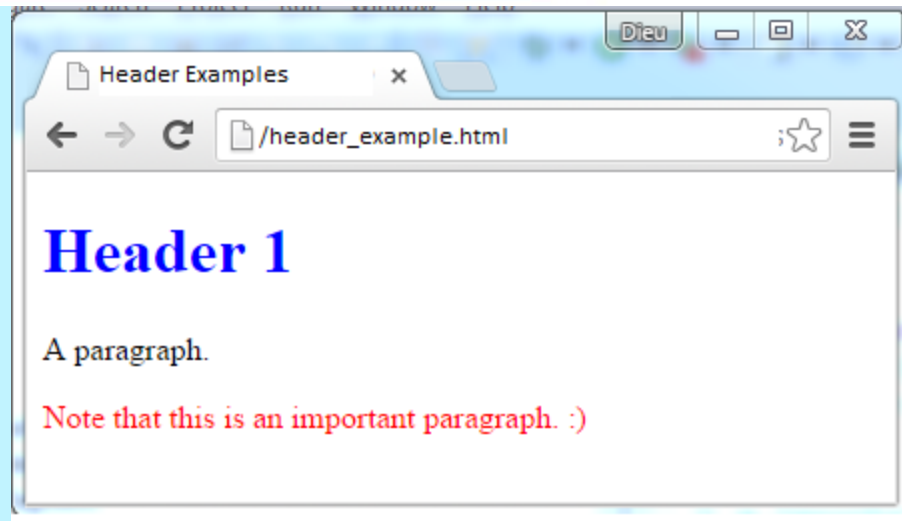 Dieu
Header Examples
/header_example.html
Header 1
A paragraph.
Note that this is an important paragraph. :)